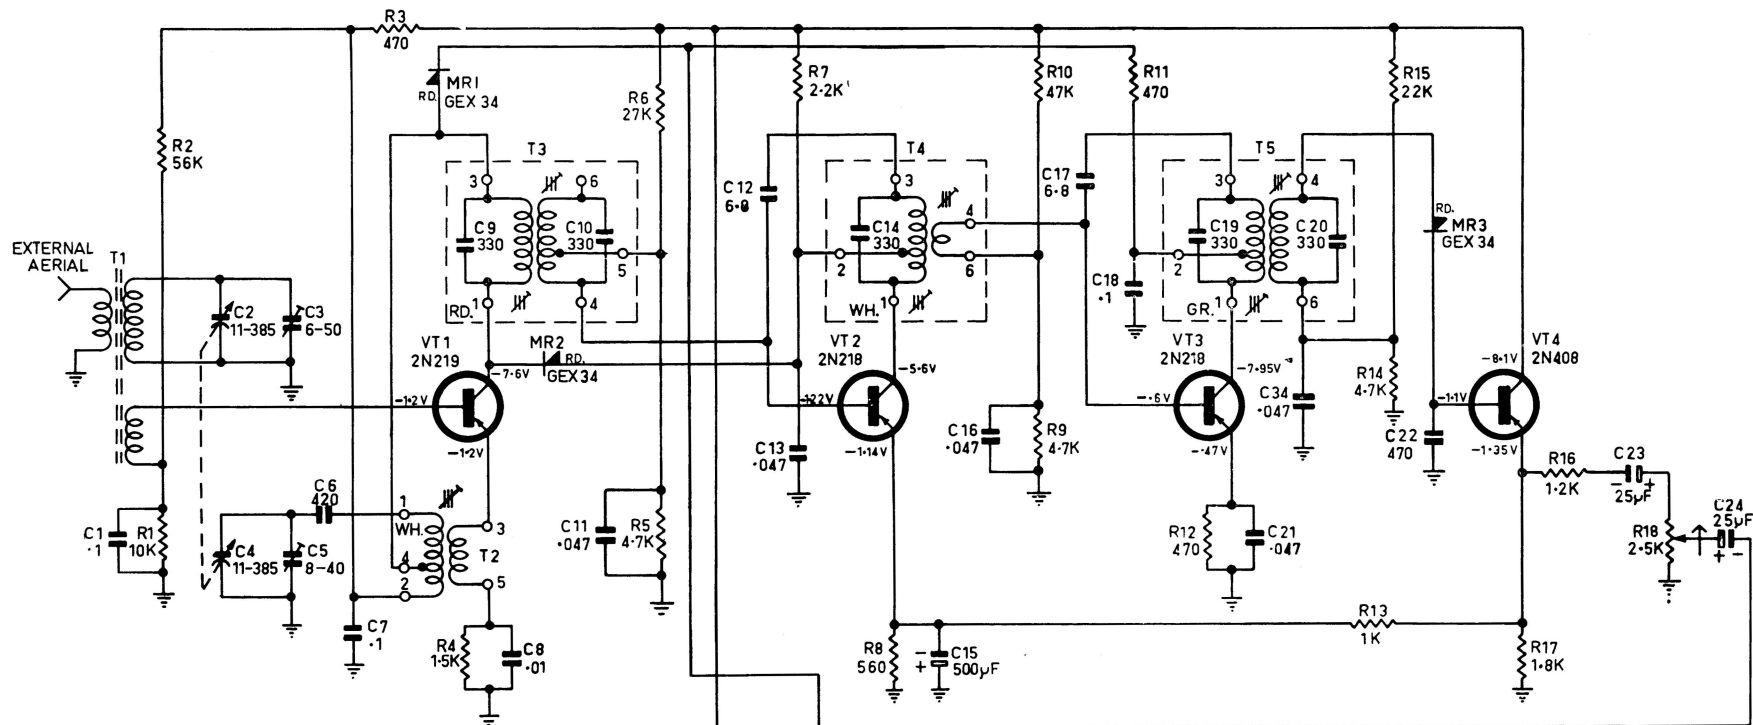 R3
470
MR1
RD.
GEX 34
R6
27K
R7
2·2K
R10
47K
R11
470
R15
22K
R2
56K
T3
3
6
C9
330
C10
330
5
1
4
RD.
C12
6·8
T4
3
C14
330
4
2
6
1
WH.
C17
6·8
T5
3
4
C19
330
C20
330
2
1
6
GR.
RD.
MR3
GEX 34
EXTERNAL
AERIAL
T1
C2
11-385
C3
6-50
C18
·1
VT1
2N219
MR2
RD.
GEX 34
-7·6V
-1·2V
-1·2V
VT2
2N218
-5·6V
-1·22V
-1·14V
VT3
2N218
-7·95V
-·6V
-·47V
R14
4·7K
C34
·047
VT4
2N408
-8·1V
-1·1V
-1·35V
C13
·047
C16
·047
R9
4·7K
C22
470
C6
420
1
WH.
4
2
3
T2
5
C1
·1
R1
10K
C4
11-385
C5
8-40
C11
·047
R5
4·7K
R12
470
C21
·047
R16
1·2K
C23
25µF
- +
R18
2·5K
C24
25µF
+ -
C7
·1
R4
1·5K
C8
·01
R8
560
-
+
C15
500µF
R13
1K
R17
1·8K